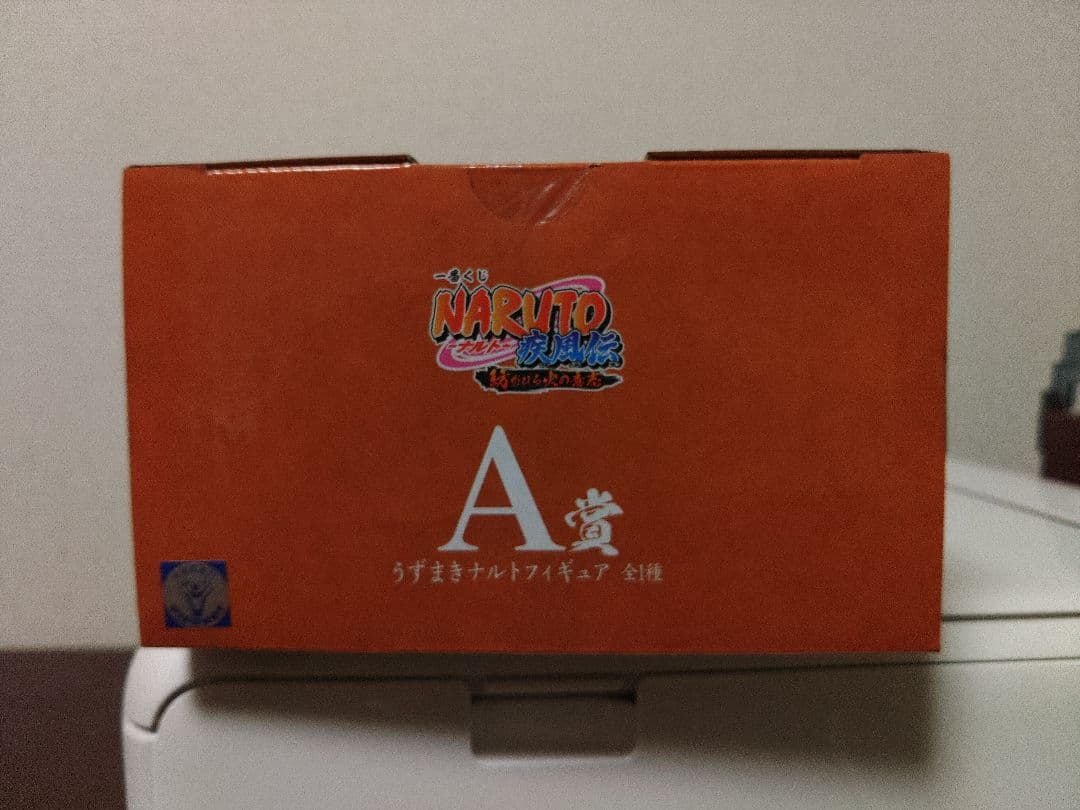 一番くじ
NARUTO
-ナルト-
疾風伝
紡がれる火の意志
A賞
うずまきナルトフィギュア 全1種